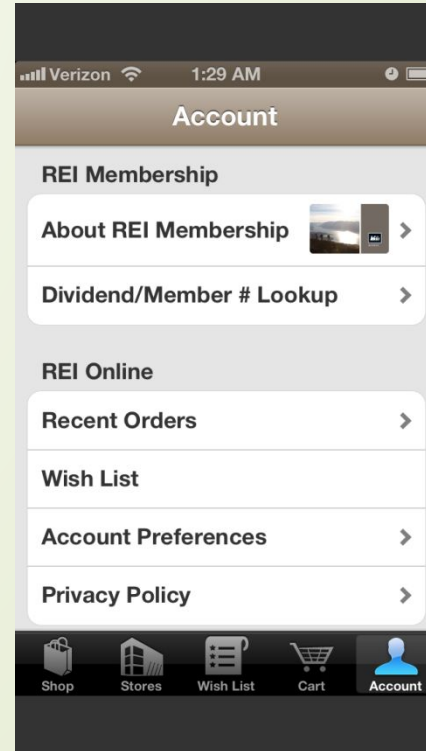 Verizon 1:29 AM
Account
REI Membership
About REI Membership
Dividend/Member # Lookup
REI Online
Recent Orders
Wish List
Account Preferences
Privacy Policy
Shop Stores Wish List Cart Account